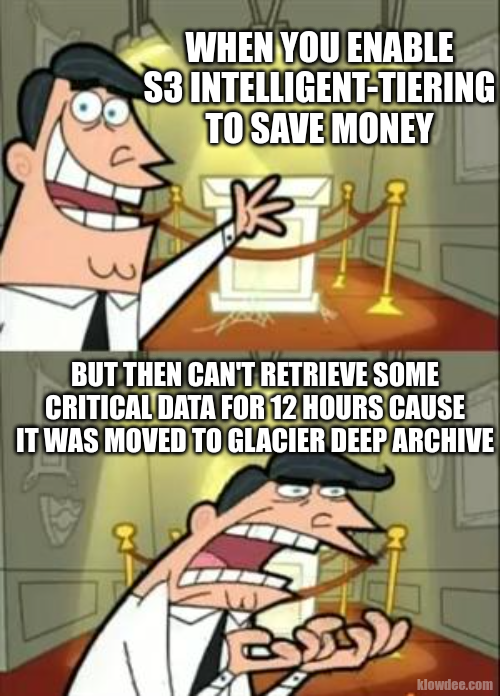 WHEN YOU ENABLE
S3 INTELLIGENT-TIERING
TO SAVE MONEY
BUT THEN CAN'T RETRIEVE SOME
CRITICAL DATA FOR 12 HOURS CAUSE
IT WAS MOVED TO GLACIER DEEP ARCHIVE
klowdee.com